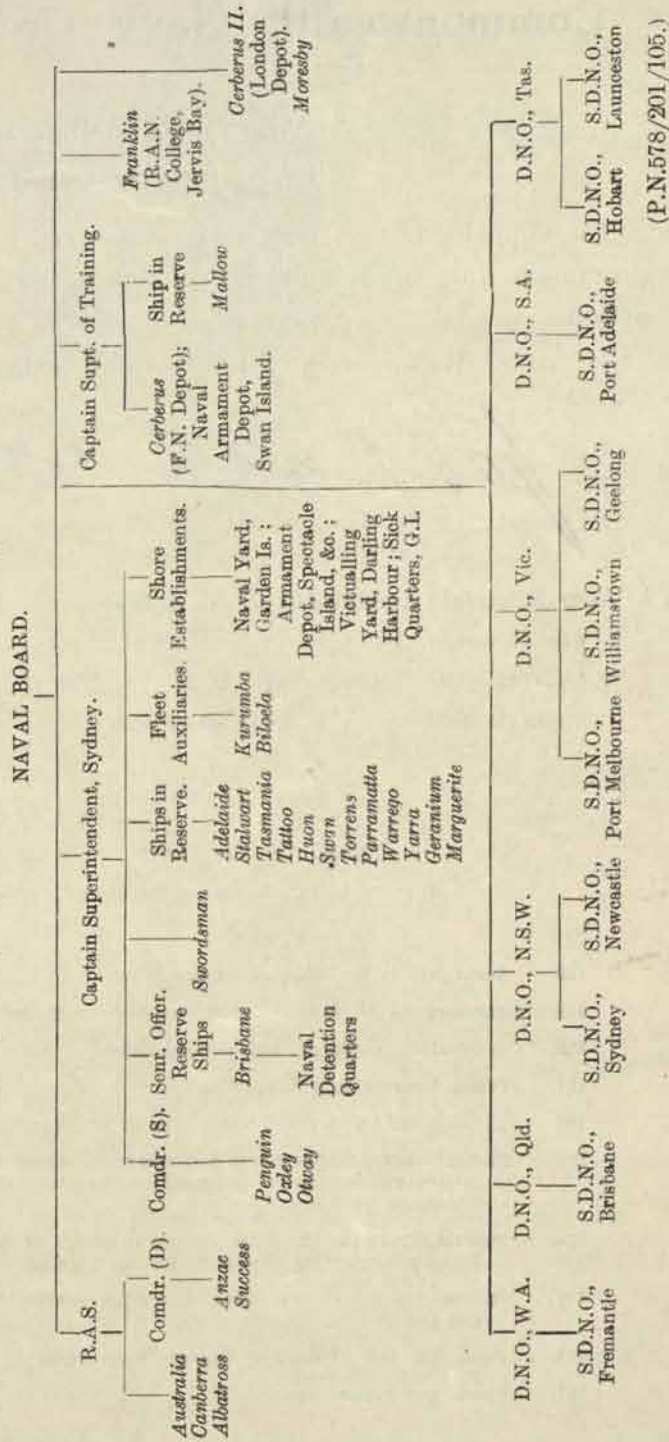 NAVAL BOARD.
R.A.S.
Australia
Canberra
Albatross
Comdr. (D).
Anzac
Success
Captain Superintendent, Sydney.
Comdr. (S).
Penguin
Oxley
Otway
Senr. Offcr.
Reserve
Ships
Brisbane
Naval
Detention
Quarters
Swordsman
Ships in
Reserve.
Adelaide
Stalwart
Tasmania
Tattoo
Huon
Swan
Torrens
Parramatta
Warrego
Yarra
Geranium
Marguerite
Fleet
Auxiliaries.
Kurumba
Biloela
Shore
Establishments.
Naval Yard,
Garden Is.;
Armament
Depot, Spectacle
Island, &c.;
Victualling
Yard, Darling
Harbour; Sick
Quarters, G.I.
Captain Supt. of Training.
Cerberus
(F.N. Depot);
Naval
Armament
Depot,
Swan Island.
Ship in
Reserve
Mallow
Franklin
(R.A.N.
College,
Jervis Bay).
Cerberus II.
(London
Depot).
Moresby
D.N.O., W.A.
S.D.N.O.,
Fremantle
D.N.O., Qld.
S.D.N.O.,
Brisbane
D.N.O., N.S.W.
S.D.N.O.,
Sydney
S.D.N.O.,
Newcastle
D.N.O., Vic.
S.D.N.O.,
Port Melbourne
S.D.N.O.,
Williamstown
S.D.N.O.,
Geelong
D.N.O., S.A.
S.D.N.O.,
Port Adelaide
D.N.O., Tas.
S.D.N.O.,
Hobart
S.D.N.O.,
Launceston
(P.N.578/201/105.)